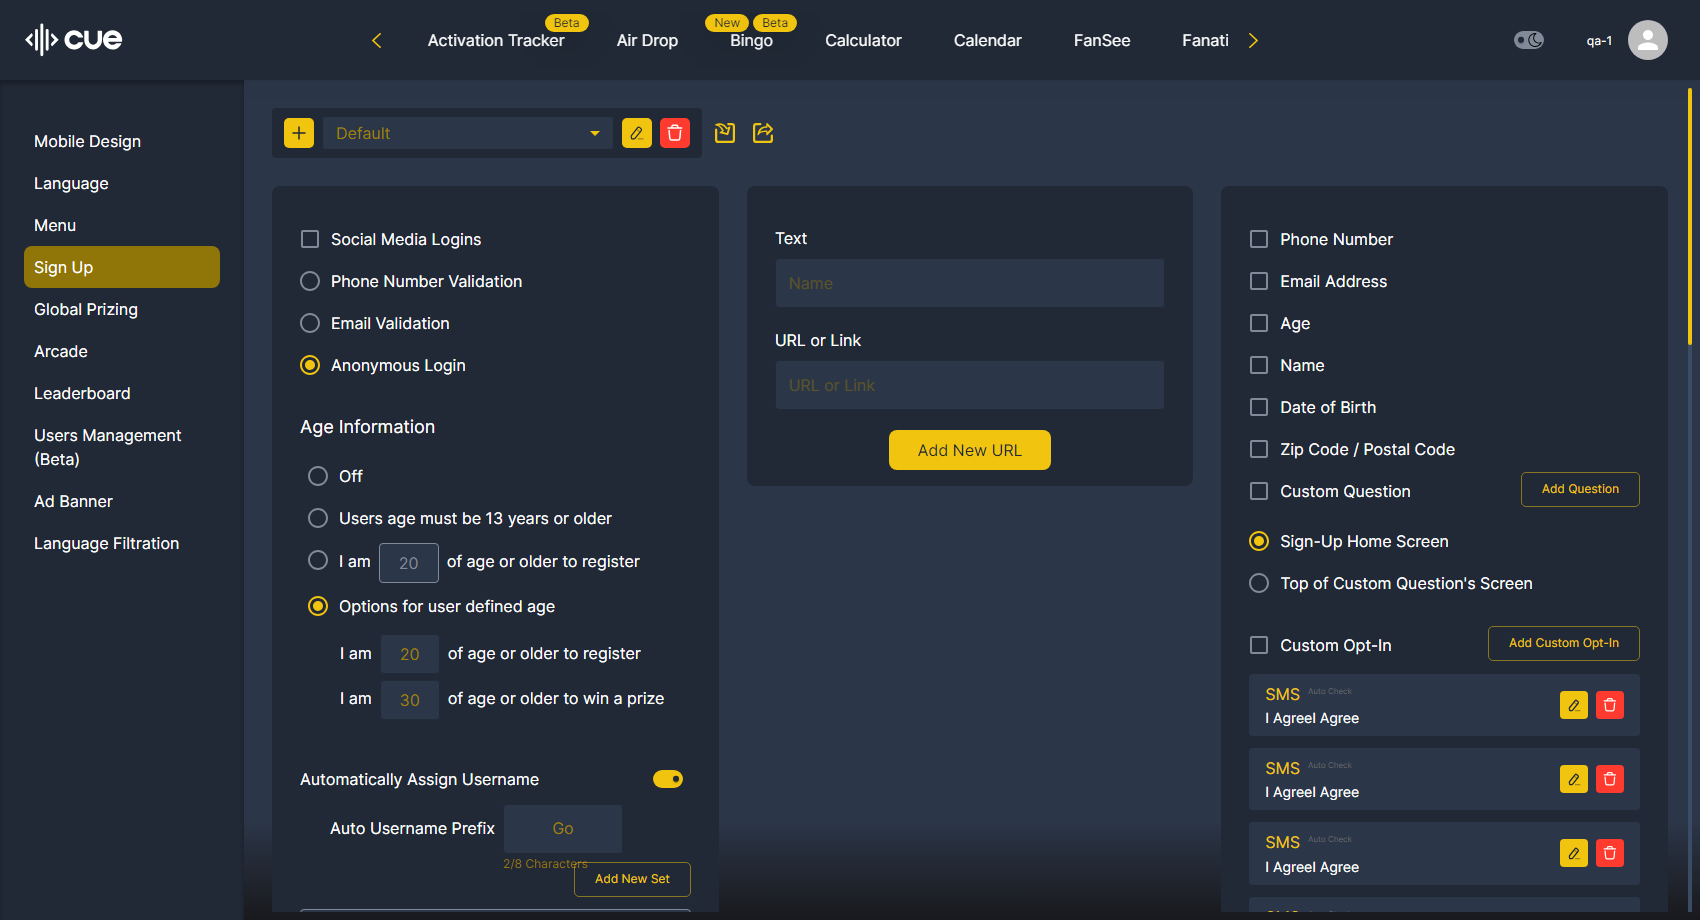 cue
Beta
New
Beta
Activation Tracker
Air Drop
Bingo
Calculator
Calendar
FanSee
Fanati
qa-1
Mobile Design
Language
Menu
Sign Up
Global Prizing
Arcade
Leaderboard
Users Management
(Beta)
Ad Banner
Language Filtration
Default
Social Media Logins
Phone Number Validation
Email Validation
Anonymous Login
Age Information
Off
Users age must be 13 years or older
I am 20 of age or older to register
Options for user defined age
I am 20 of age or older to register
I am 30 of age or older to win a prize
Automatically Assign Username
Auto Username Prefix Go
2/8 Characters
Add New Set
Text
Name
URL or Link
URL or Link
Add New URL
Phone Number
Email Address
Age
Name
Date of Birth
Zip Code / Postal Code
Custom Question
Add Question
Sign-Up Home Screen
Top of Custom Question's Screen
Custom Opt-In
Add Custom Opt-In
SMS Auto Check
I AgreeI Agree
SMS Auto Check
I AgreeI Agree
SMS Auto Check
I AgreeI Agree